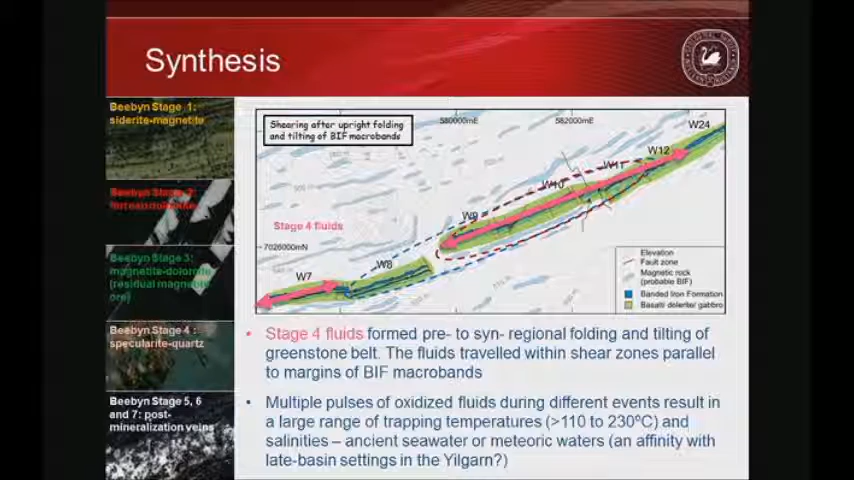 Synthesis
Beebyn Stage 1:
siderite-magnetite
Beebyn Stage 2:
Beebyn Stage 3:
magnetite-dolomite
(residual magnetite
ore)
Beebyn Stage 4 :
specularite-quartz
Beebyn Stage 5, 6
and 7: post-
mineralization veins
Shearing after upright folding
and tilting of BIF macrobands
580000mE
582000mE
W24
W12
W11
W10
W9
Stage 4 fluids
7026000mN
W8
W7
Elevation
Fault zone
Magnetic rock
(probable BIF)
Banded Iron Formation
Basalt/ dolerite/ gabbro
• Stage 4 fluids formed pre- to syn- regional folding and tilting of
greenstone belt. The fluids travelled within shear zones parallel
to margins of BIF macrobands
• Multiple pulses of oxidized fluids during different events result in
a large range of trapping temperatures (>110 to 230ºC) and
salinities – ancient seawater or meteoric waters (an affinity with
late-basin settings in the Yilgarn?)